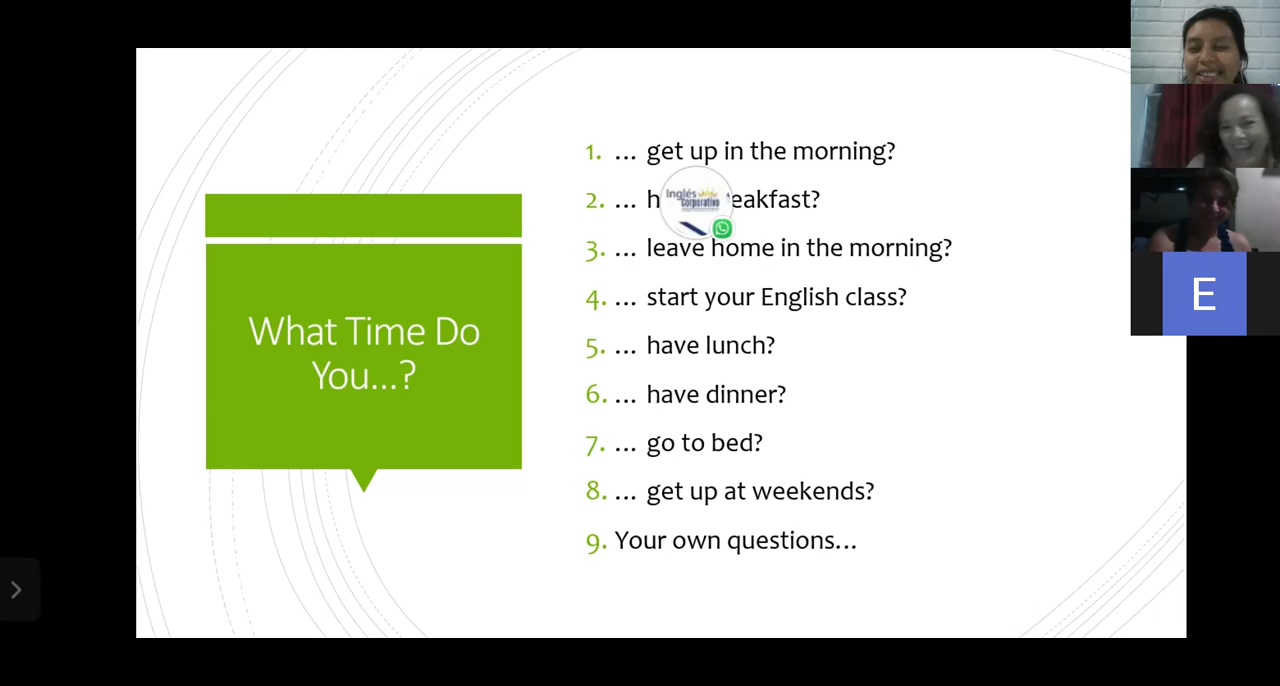 What Time Do
You...?
1. ... get up in the morning?
2. ... h eakfast?
Inglés
Corporativo
3. ... leave home in the morning?
4. ... start your English class?
5. ... have lunch?
6. ... have dinner?
7. ... go to bed?
8. ... get up at weekends?
9. Your own questions...
E